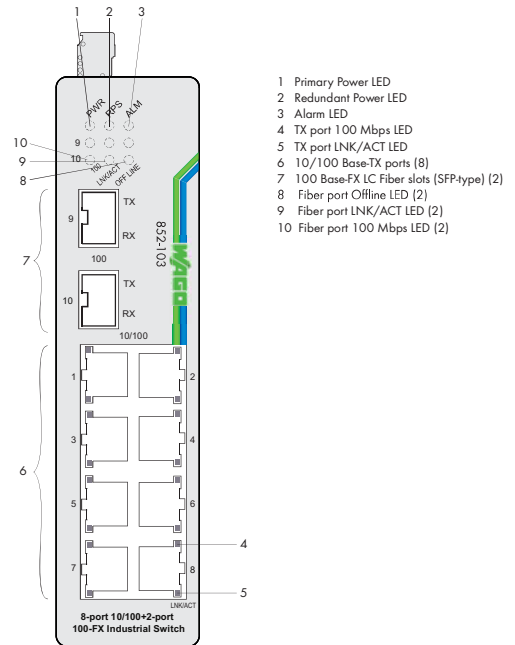 1 2 3
PWR RPS ALM
10 9
9 10
8 100 LNK/ACT OFF LINE
TX
9
RX
100
7
TX
10
RX
10/100
852-103
WAGO
1 2
3 4
6
5 6
7 8
4
5
LNK/ACT
8-port 10/100+2-port
100-FX Industrial Switch
1 Primary Power LED
2 Redundant Power LED
3 Alarm LED
4 TX port 100 Mbps LED
5 TX port LNK/ACT LED
6 10/100 Base-TX ports (8)
7 100 Base-FX LC Fiber slots (SFP-type) (2)
8 Fiber port Offline LED (2)
9 Fiber port LNK/ACT LED (2)
10 Fiber port 100 Mbps LED (2)